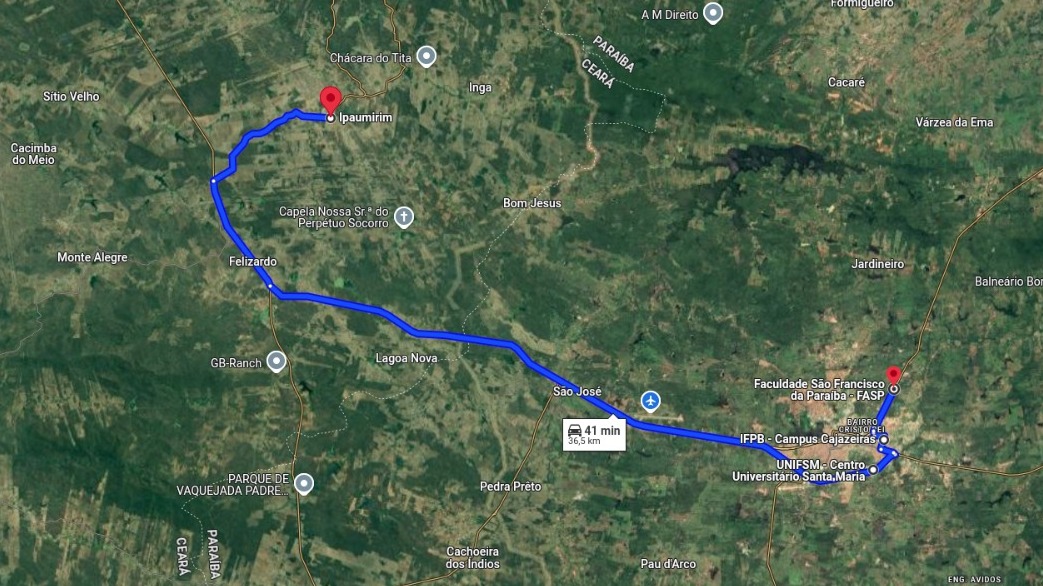 Formigueiro
A M Direito
PARAÍBA
CEARÁ
Chácara do Tita
Inga
Cacaré
Sítio Velho
Ipaumirim
Várzea da Ema
Cacimba
do Meio
Bom Jesus
Capela Nossa Sr.ª do
Perpétuo Socorro
Monte Alegre
Felizardo
Jardineiro
Balneário Bor
GB-Ranch
Lagoa Nova
São José
Faculdade São Francisco
da Paraíba - FASP
BAIRRO
CRISTO REI
41 min
36,5 km
IFPB - Campus Cajazeiras
UNIFSM - Centro
Universitário Santa Maria
PARQUE DE
VAQUEJADA PADRE...
Pedra Prêto
PARAÍBA
CEARÁ
Cachoeira
dos Índios
Pau d'Arco
ENG. AVIDOS